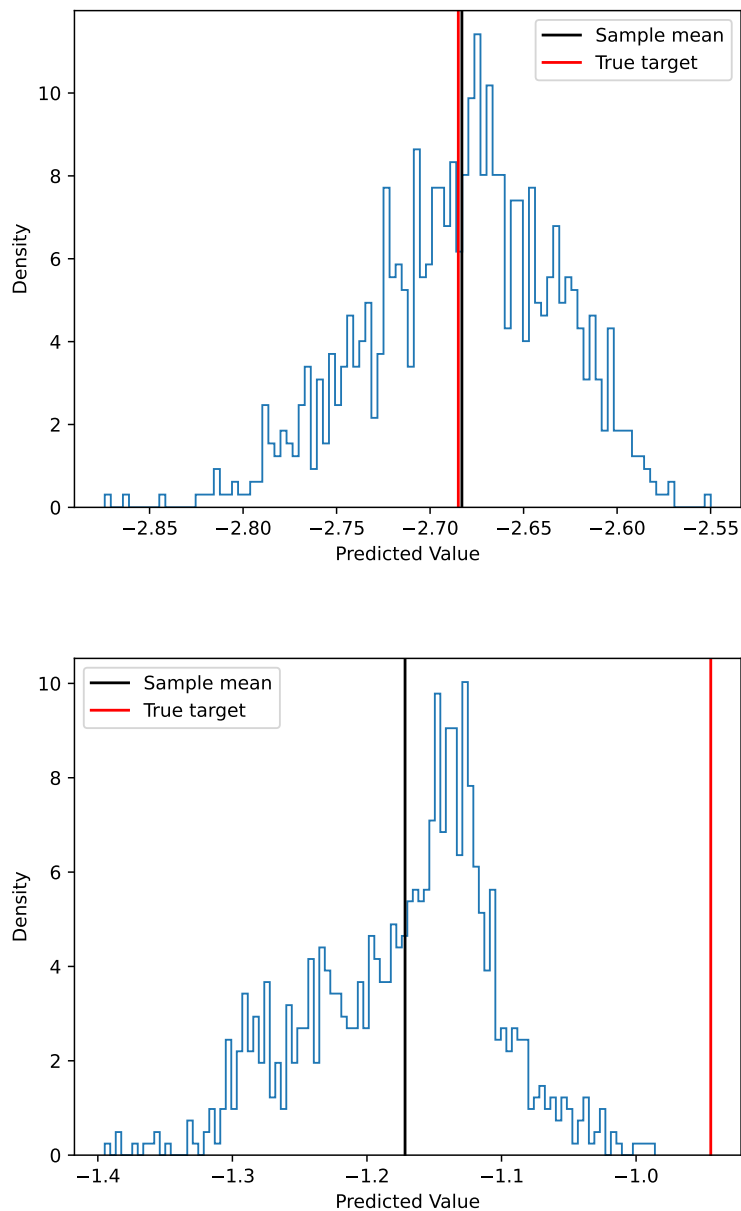 Sample mean
True target
Density
10
8
6
4
2
0
−2.85 −2.80 −2.75 −2.70 −2.65 −2.60 −2.55
Predicted Value
Sample mean
True target
Density
10
8
6
4
2
0
−1.4 −1.3 −1.2 −1.1 −1.0
Predicted Value